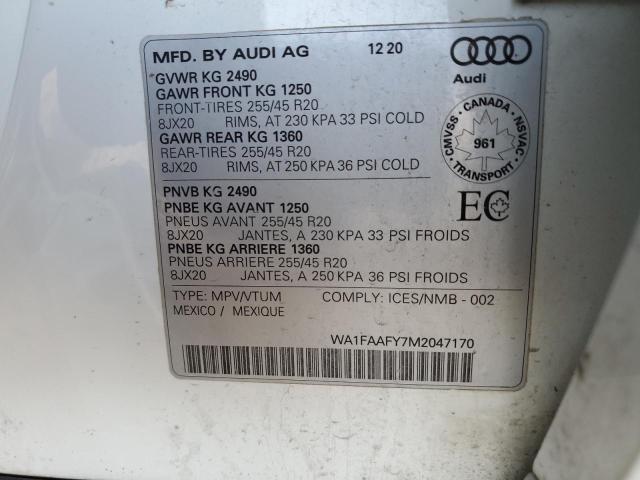 MFD. BY AUDI AG 12 20
Audi
GVWR KG 2490
GAWR FRONT KG 1250
FRONT-TIRES 255/45 R20
8JX20 RIMS, AT 230 KPA 33 PSI COLD
GAWR REAR KG 1360
REAR-TIRES 255/45 R20
8JX20 RIMS, AT 250 KPA 36 PSI COLD
CMVSS - CANADA - NSVAC
961
TRANSPORT
PNVB KG 2490
PNBE KG AVANT 1250
PNEUS AVANT 255/45 R20
8JX20 JANTES, A 230 KPA 33 PSI FROIDS
PNBE KG ARRIERE 1360
PNEUS ARRIERE 255/45 R20
8JX20 JANTES, A 250 KPA 36 PSI FROIDS
EC
TYPE: MPV/VTUM COMPLY: ICES/NMB - 002
MEXICO / MEXIQUE
WA1FAAFY7M2047170